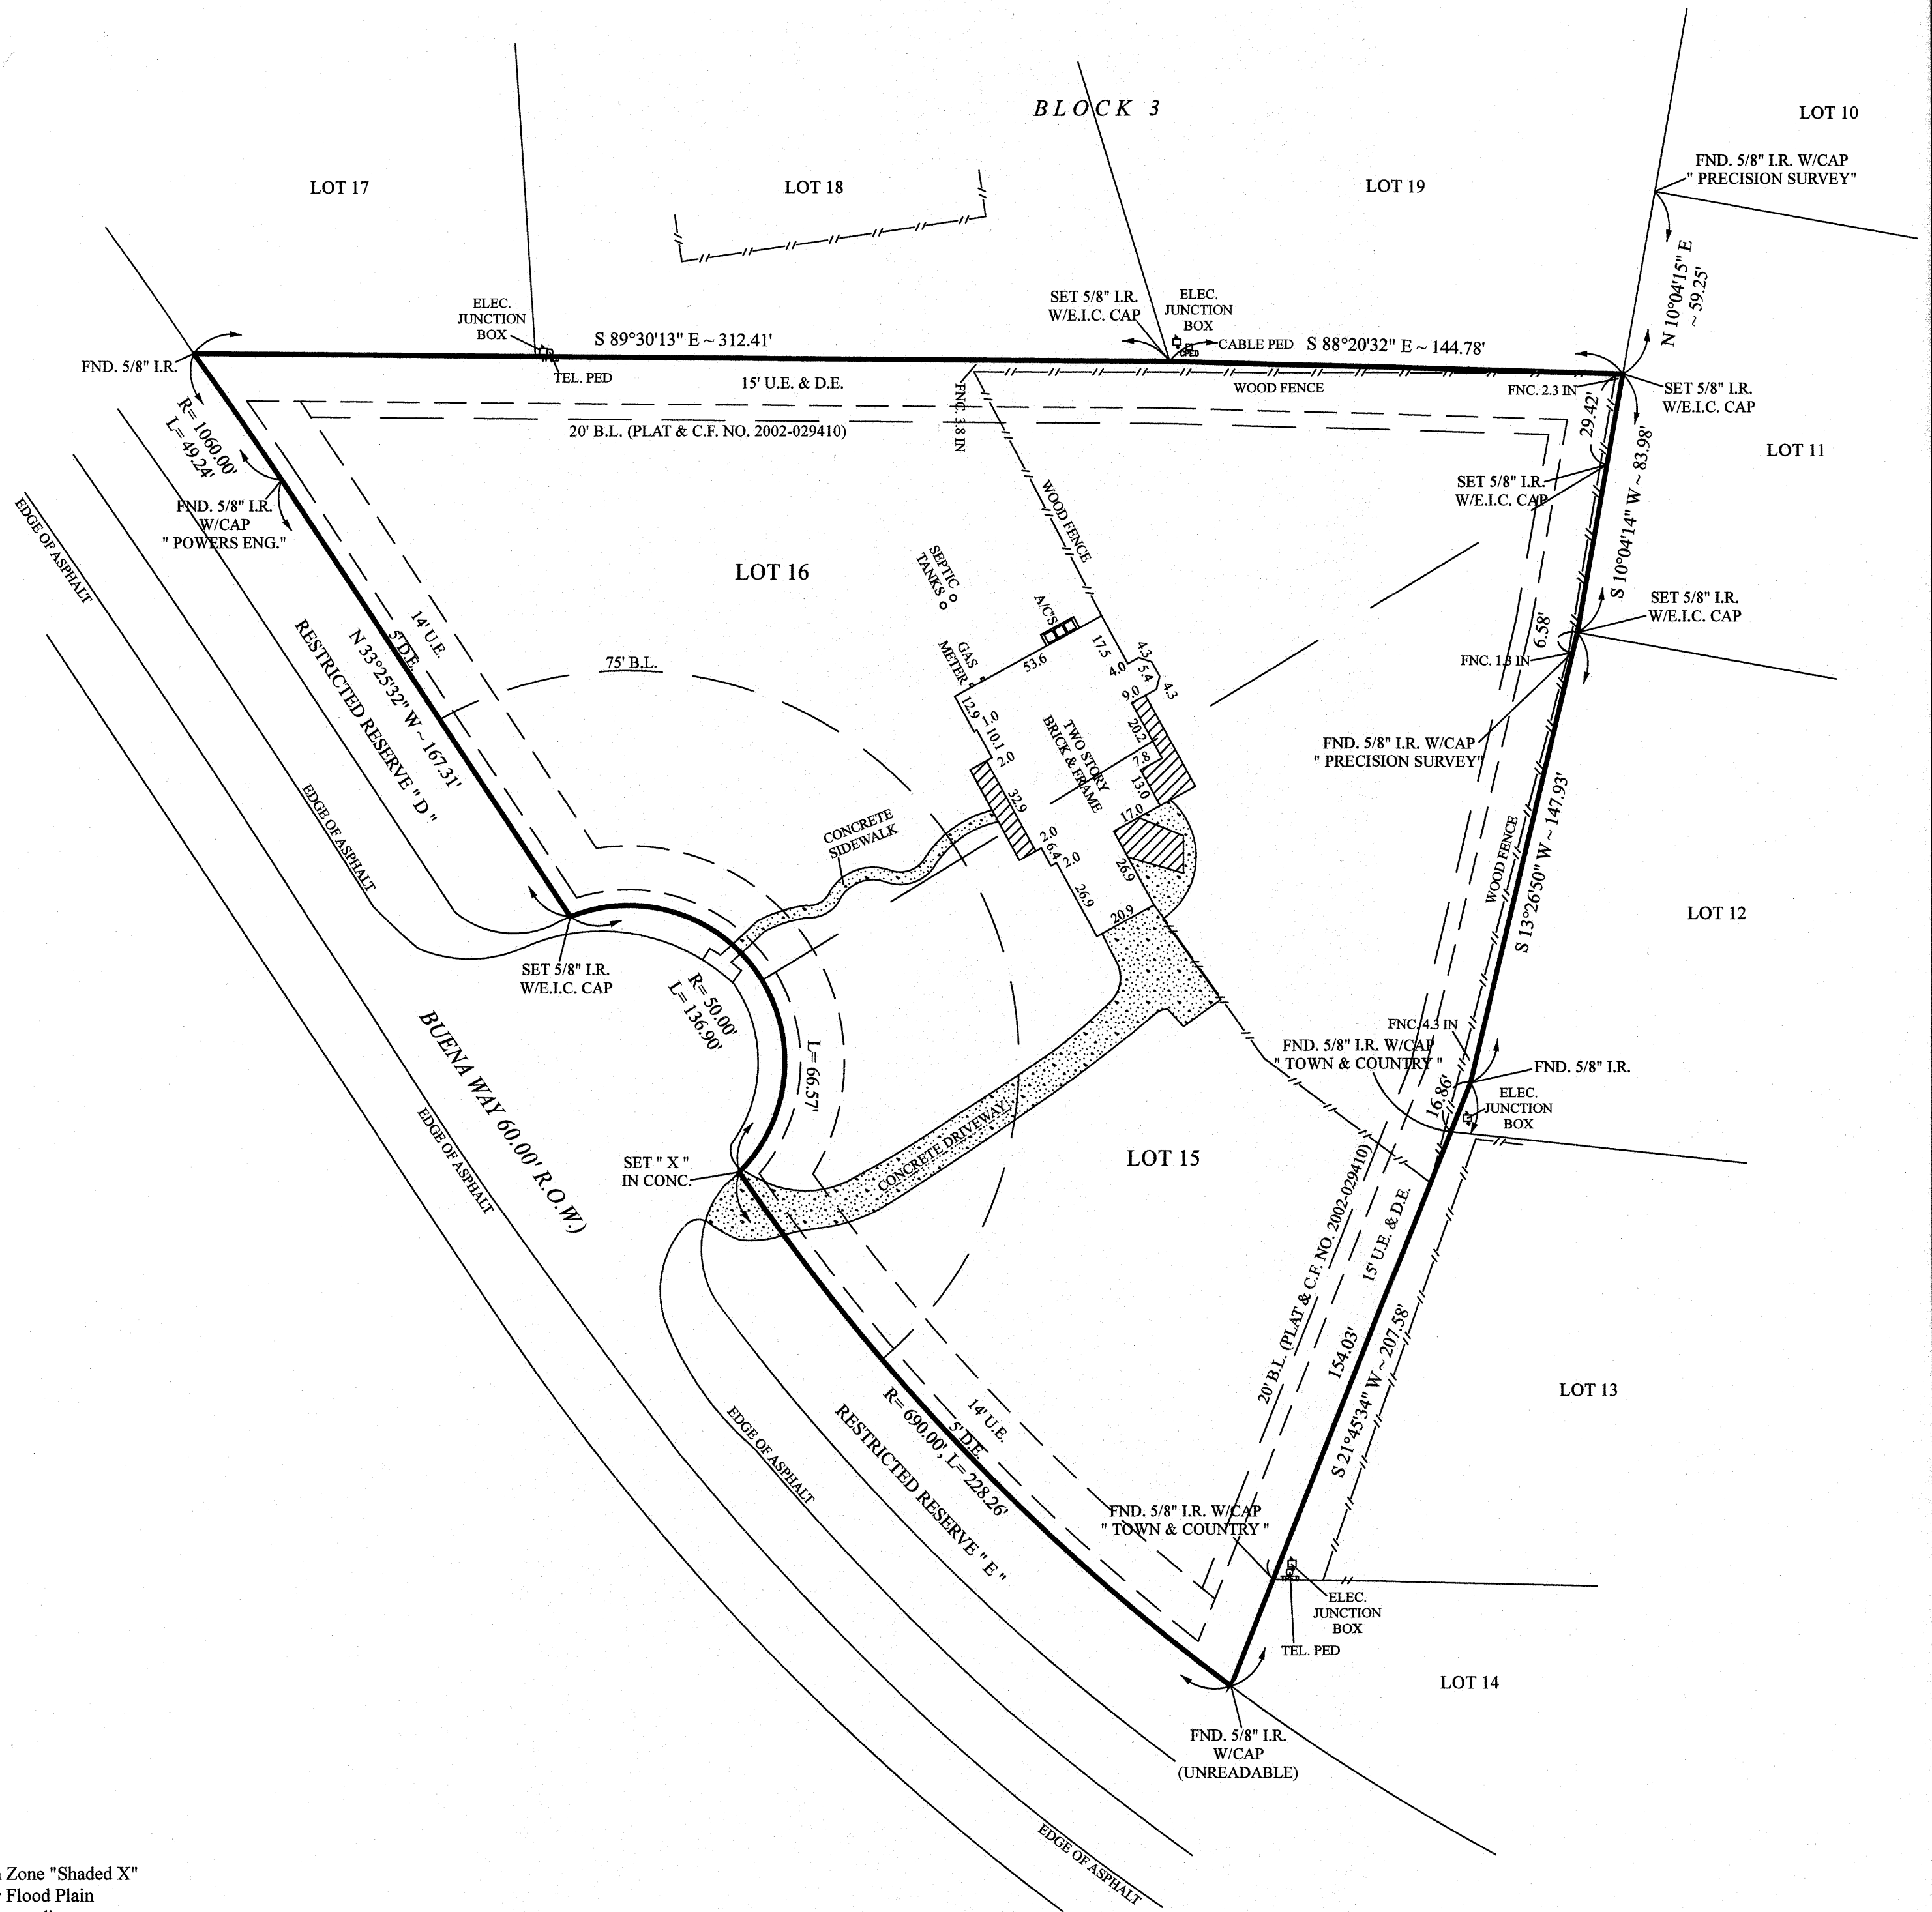 BLOCK 3
LOT 10
FND. 5/8" I.R. W/CAP
" PRECISION SURVEY"
LOT 17
LOT 18
LOT 19
N 10°04'15" E
~ 59.25'
SET 5/8" I.R.
W/E.I.C. CAP
ELEC.
JUNCTION
BOX
ELEC.
JUNCTION
BOX
CABLE PED
S 89°30'13" E ~ 312.41'
S 88°20'32" E ~ 144.78'
FND. 5/8" I.R.
TEL. PED
15' U.E. & D.E.
FNC. 3.8 IN
WOOD FENCE
FNC. 2.3 IN
SET 5/8" I.R.
W/E.I.C. CAP
R= 1060.00'
L= 49.24'
20' B.L. (PLAT & C.F. NO. 2002-029410)
29.42'
S 10°04'14" W ~ 83.98'
LOT 11
SET 5/8" I.R.
W/E.I.C. CAP
EDGE OF ASPHALT
FND. 5/8" I.R.
W/CAP
" POWERS ENG."
WOOD FENCE
LOT 16
SEPTIC
TANKS
A/C'S
SET 5/8" I.R.
W/E.I.C. CAP
6.58'
FNC. 1.3 IN
14' U.E.
5' D.E.
N 33°25'32" W ~ 167.31'
RESTRICTED RESERVE " D "
75' B.L.
GAS
METER
53.6
17.5
4.3
5.4
4.3
4.0
9.0
12.9
1.0
10.1
2.0
20.2
7.8
13.0
17.0
TWO STORY
BRICK & FRAME
32.9
2.0
6.4
2.0
26.9
26.9
20.9
FND. 5/8" I.R. W/CAP
" PRECISION SURVEY"
EDGE OF ASPHALT
CONCRETE
SIDEWALK
WOOD FENCE
S 13°26'50" W ~ 147.93'
LOT 12
SET 5/8" I.R.
W/E.I.C. CAP
R= 50.00'
L= 136.90'
BUENA WAY 60.00' R.O.W.)
L= 66.57'
FNC. 4.3 IN
FND. 5/8" I.R. W/CAP
" TOWN & COUNTRY "
FND. 5/8" I.R.
16.86'
ELEC.
JUNCTION
BOX
EDGE OF ASPHALT
CONCRETE DRIVEWAY
SET " X "
IN CONC.
LOT 15
20' B.L. (PLAT & C.F. NO. 2002-029410)
15' U.E. & D.E.
154.03'
S 21°45'34" W ~ 207.58'
LOT 13
R= 690.00', L= 228.26'
5' D.E.
14' U.E.
RESTRICTED RESERVE " E "
EDGE OF ASPHALT
FND. 5/8" I.R. W/CAP
" TOWN & COUNTRY "
ELEC.
JUNCTION
BOX
TEL. PED
LOT 14
FND. 5/8" I.R.
W/CAP
(UNREADABLE)
EDGE OF ASPHALT
Zone "Shaded X"
Flood Plain